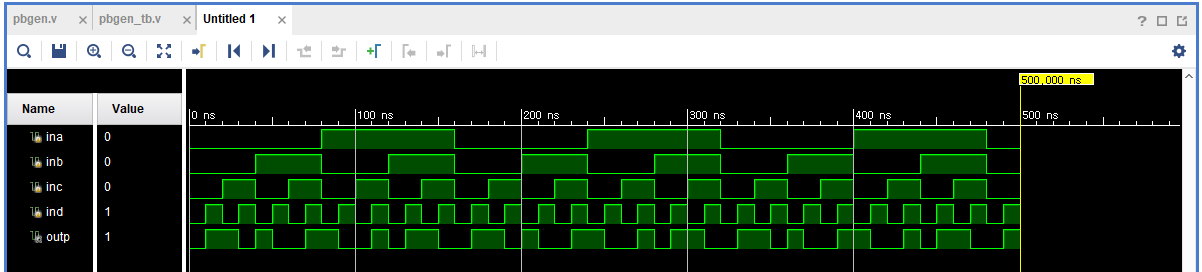 pbgen.v × pbgen_tb.v × Untitled 1 ×
?
500,000 ns
Name Value
0 ns 100 ns 200 ns 300 ns 400 ns 500 ns
ina 0
inb 0
inc 0
ind 1
outp 1